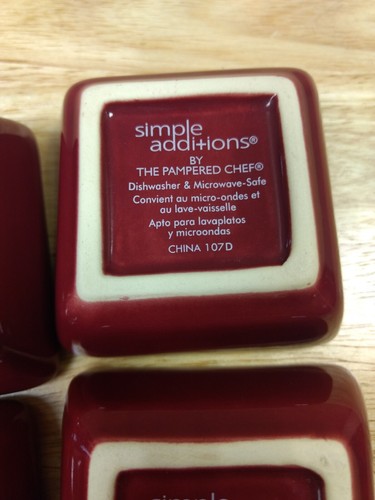 simple
additions®
BY
THE PAMPERED CHEF®
Dishwasher & Microwave-Safe
Convient au micro-ondes et
au lave-vaisselle
Apto para lavaplatos
y microondas
CHINA 107D
simple